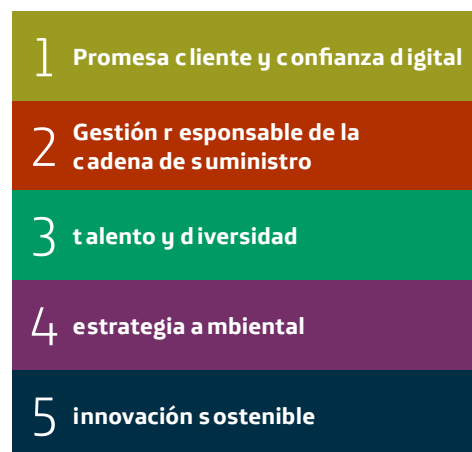 1 Promesa cliente y confianza digital
2 Gestión responsable de la
cadena de suministro
3 talento y diversidad
4 estrategia ambiental
5 innovación sostenible